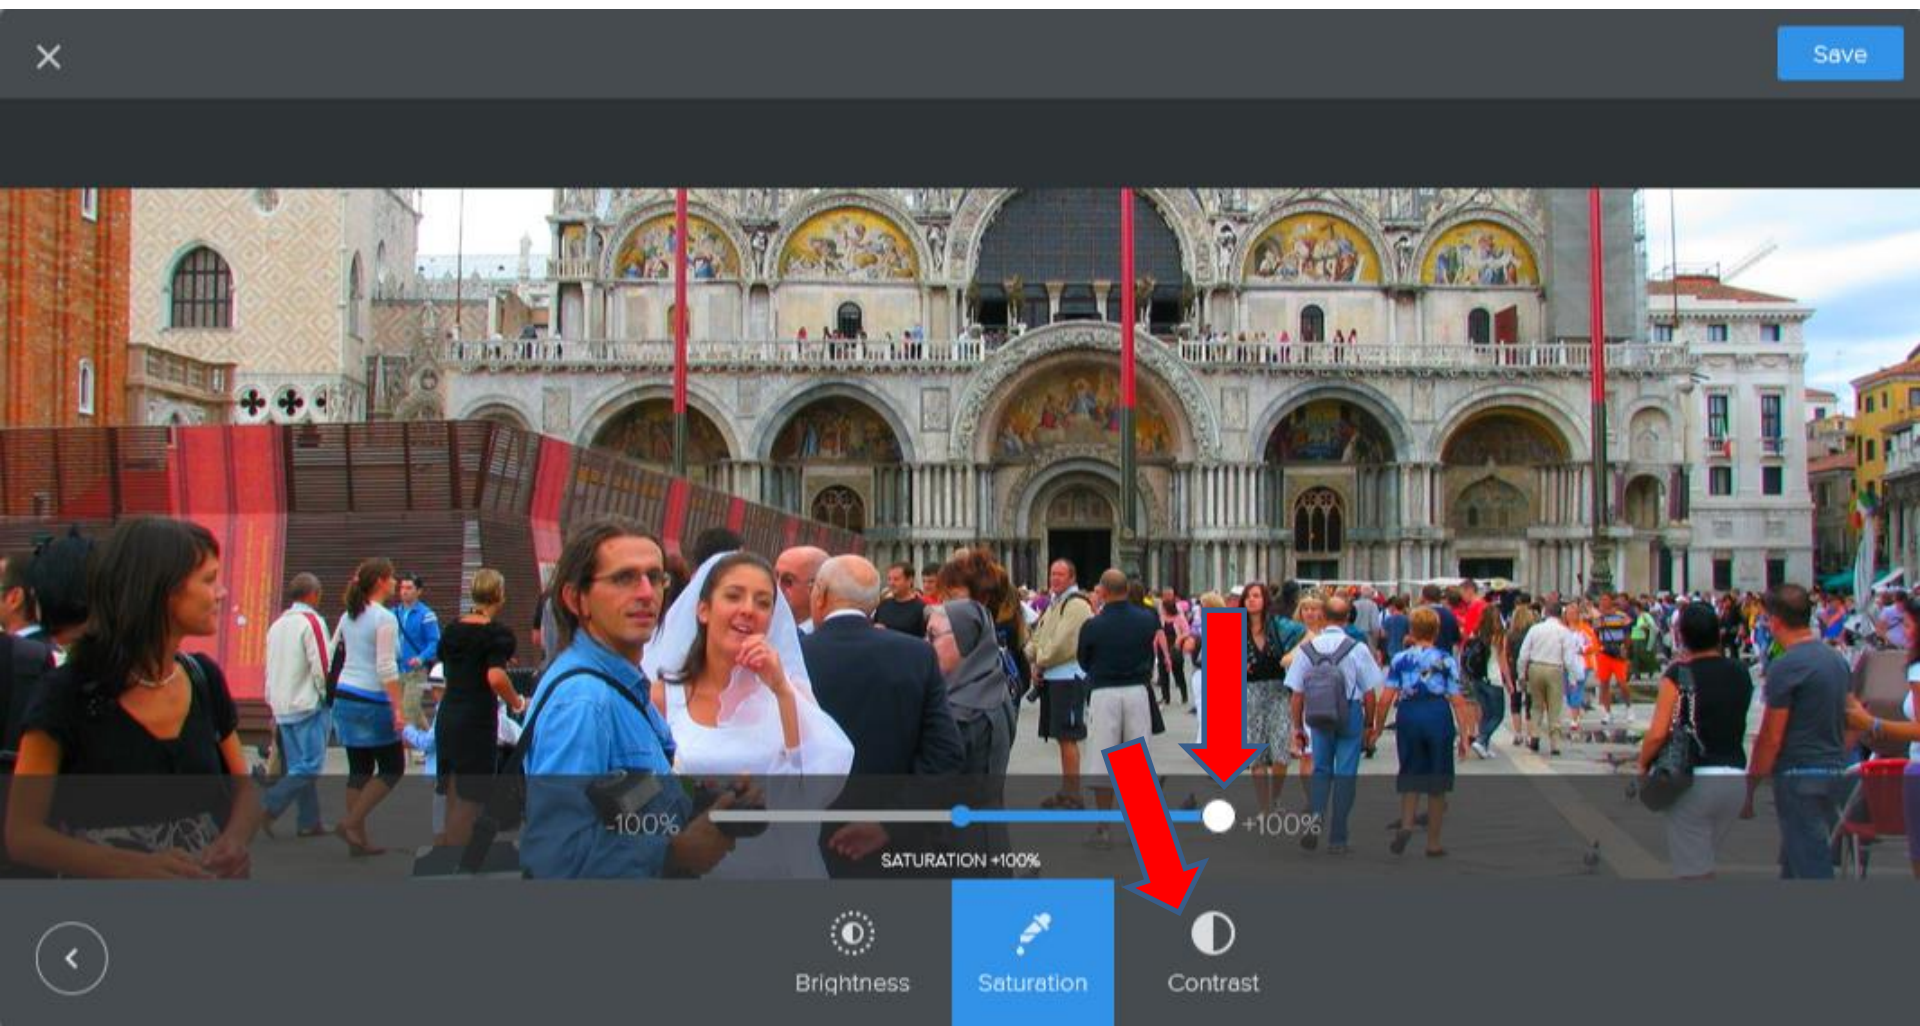 Save
-100%
+100%
SATURATION +100%
Brightness
Saturation
Contrast